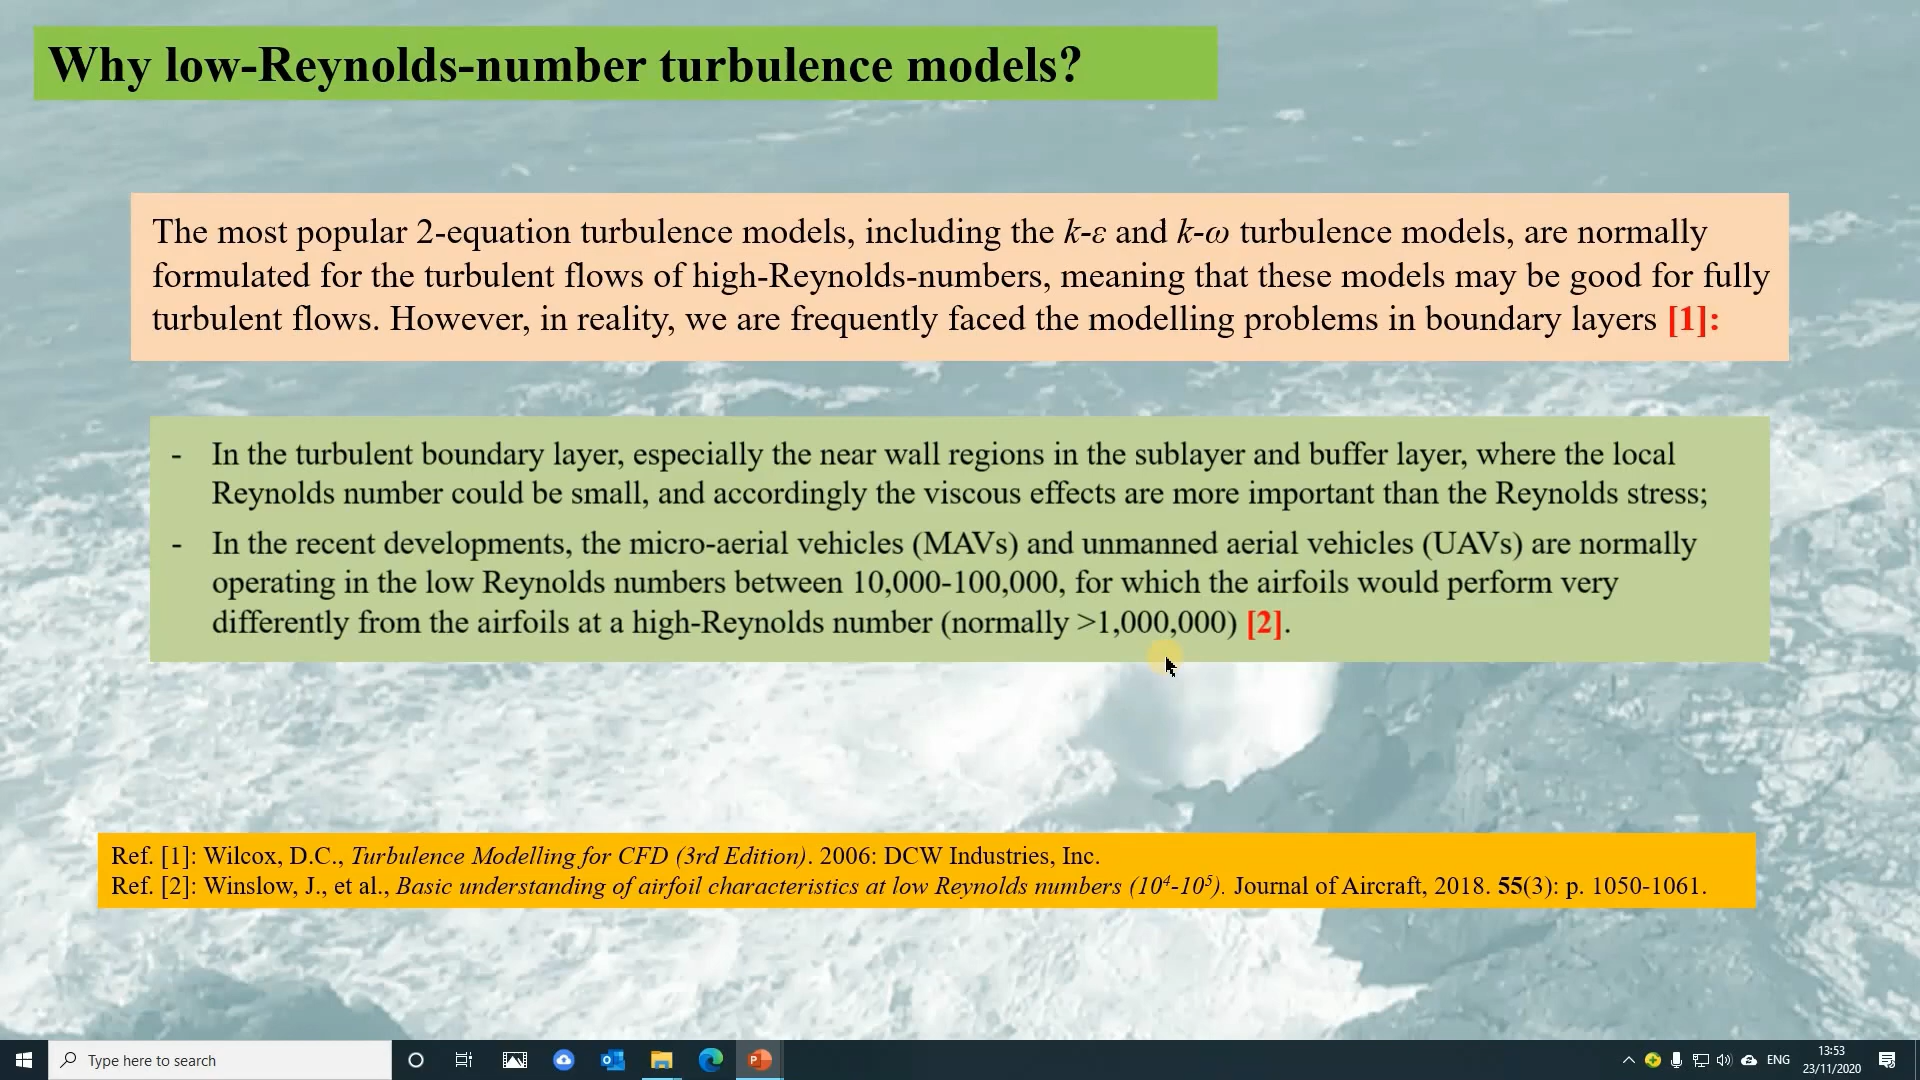 Why low-Reynolds-number turbulence models?
The most popular 2-equation turbulence models, including the k-ε and k-ω turbulence models, are normally
formulated for the turbulent flows of high-Reynolds-numbers, meaning that these models may be good for fully
turbulent flows. However, in reality, we are frequently faced the modelling problems in boundary layers [1]:
- In the turbulent boundary layer, especially the near wall regions in the sublayer and buffer layer, where the local
Reynolds number could be small, and accordingly the viscous effects are more important than the Reynolds stress;
- In the recent developments, the micro-aerial vehicles (MAVs) and unmanned aerial vehicles (UAVs) are normally
operating in the low Reynolds numbers between 10,000-100,000, for which the airfoils would perform very
differently from the airfoils at a high-Reynolds number (normally >1,000,000) [2].
Ref. [1]: Wilcox, D.C., Turbulence Modelling for CFD (3rd Edition). 2006: DCW Industries, Inc.
Ref. [2]: Winslow, J., et al., Basic understanding of airfoil characteristics at low Reynolds numbers (10⁴-10⁵). Journal of Aircraft, 2018. 55(3): p. 1050-1061.
Type here to search
ENG
13:53
23/11/2020